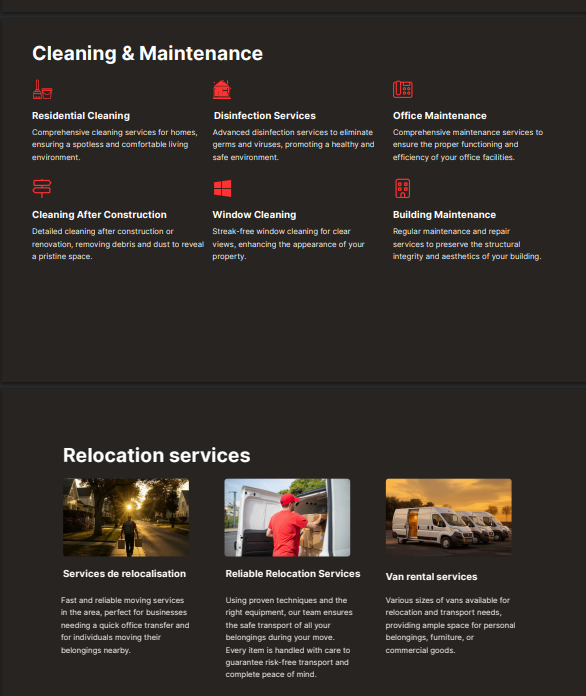 Cleaning & Maintenance
Residential Cleaning
Comprehensive cleaning services for homes,
ensuring a spotless and comfortable living
environment.
Disinfection Services
Advanced disinfection services to eliminate
germs and viruses, promoting a healthy and
safe environment.
Office Maintenance
Comprehensive maintenance services to
ensure the proper functioning and
efficiency of your office facilities.
Cleaning After Construction
Detailed cleaning after construction or
renovation, removing debris and dust to reveal
a pristine space.
Window Cleaning
Streak-free window cleaning for clear
views, enhancing the appearance of your
property.
Building Maintenance
Regular maintenance and repair
services to preserve the structural
integrity and aesthetics of your building.
Relocation services
Services de relocalisation
Fast and reliable moving services
in the area, perfect for businesses
needing a quick office transfer and
for individuals moving their
belongings nearby.
Reliable Relocation Services
Using proven techniques and the
right equipment, our team ensures
the safe transport of all your
belongings during your move.
Every item is handled with care to
guarantee risk-free transport and
complete peace of mind.
Van rental services
Various sizes of vans available for
relocation and transport needs,
providing ample space for personal
belongings, furniture, or
commercial goods.